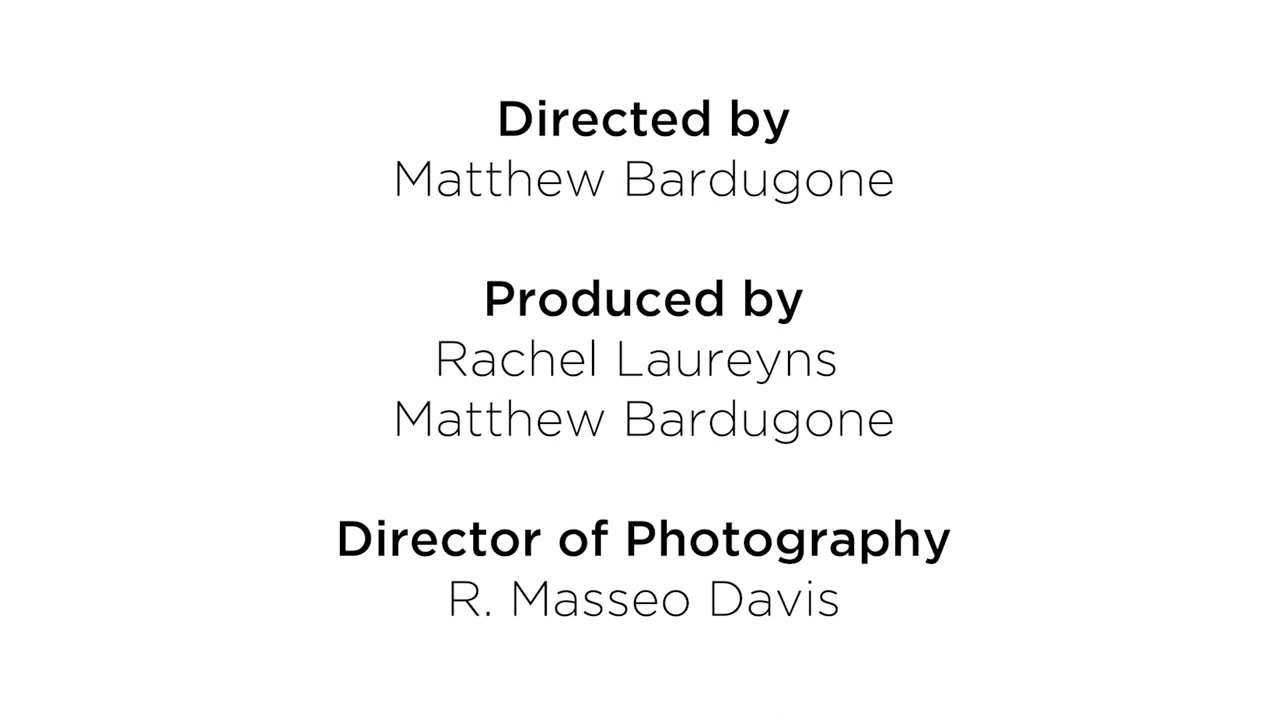 Directed by
Matthew Bardugone
Produced by
Rachel Laureyns
Matthew Bardugone
Director of Photography
R. Masseo Davis